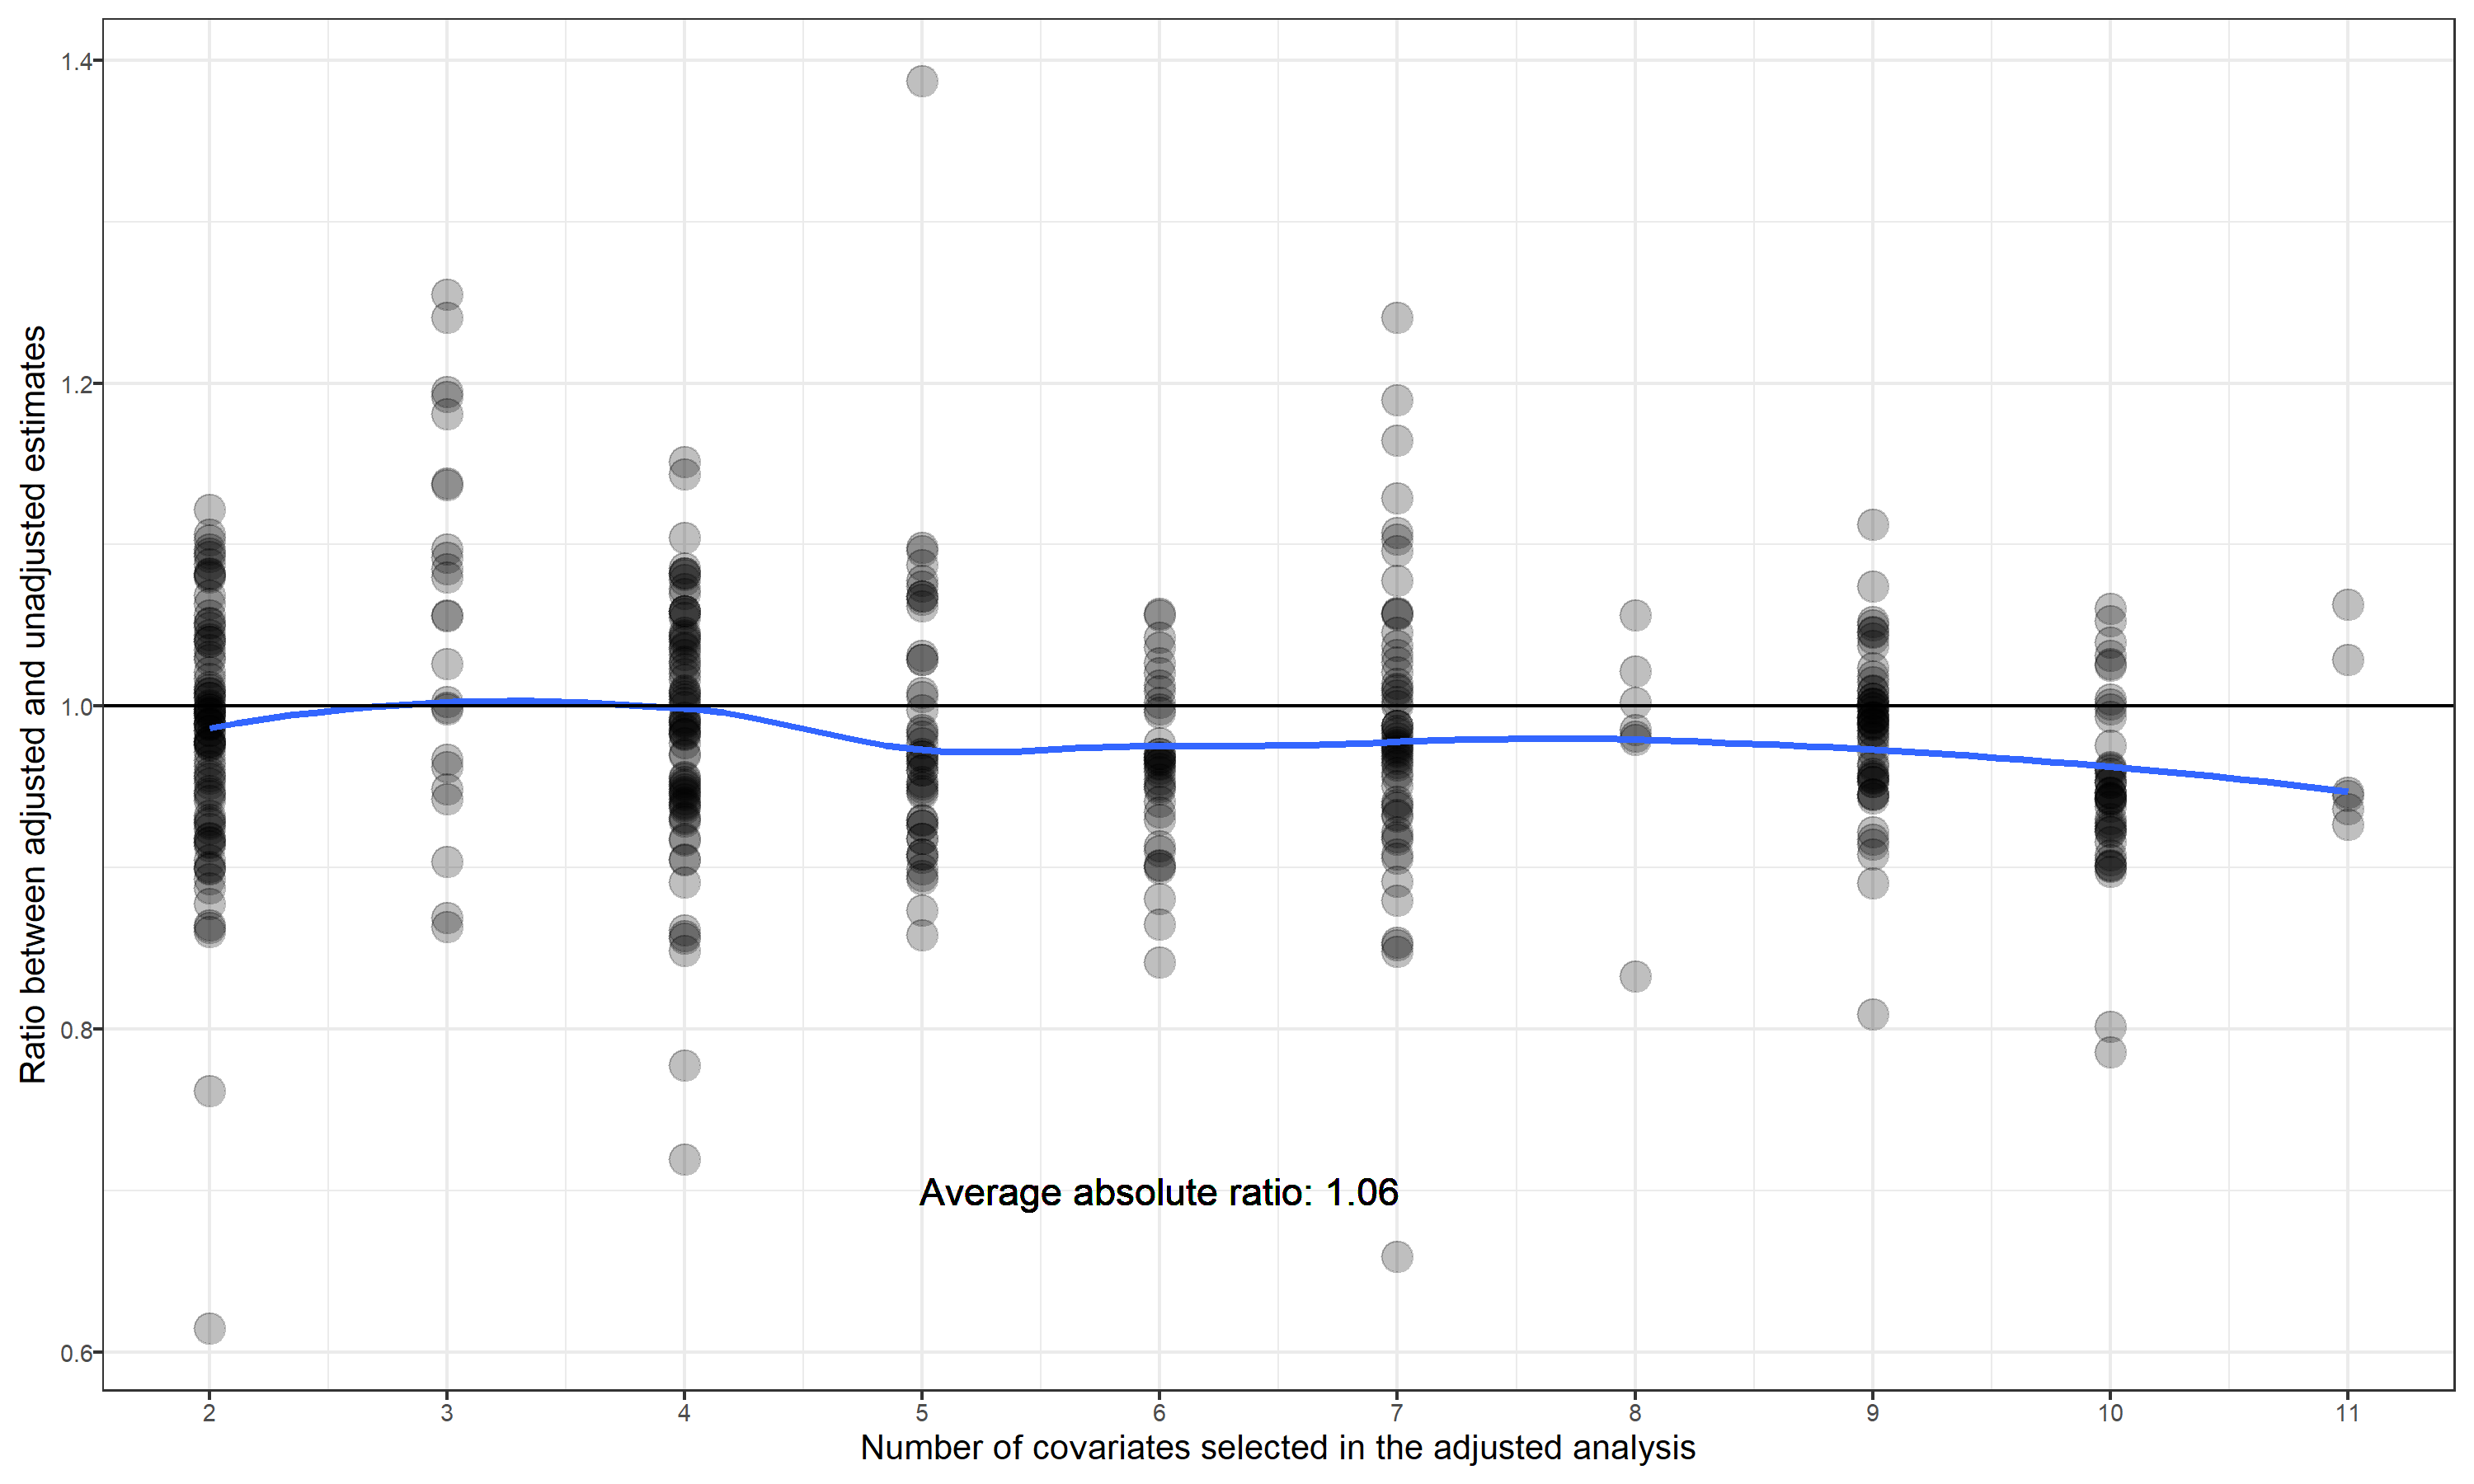 Ratio between adjusted and unadjusted estimates
1.4
1.2
1.0
0.8
0.6
Average absolute ratio: 1.06
2 3 4 5 6 7 8 9 10 11
Number of covariates selected in the adjusted analysis